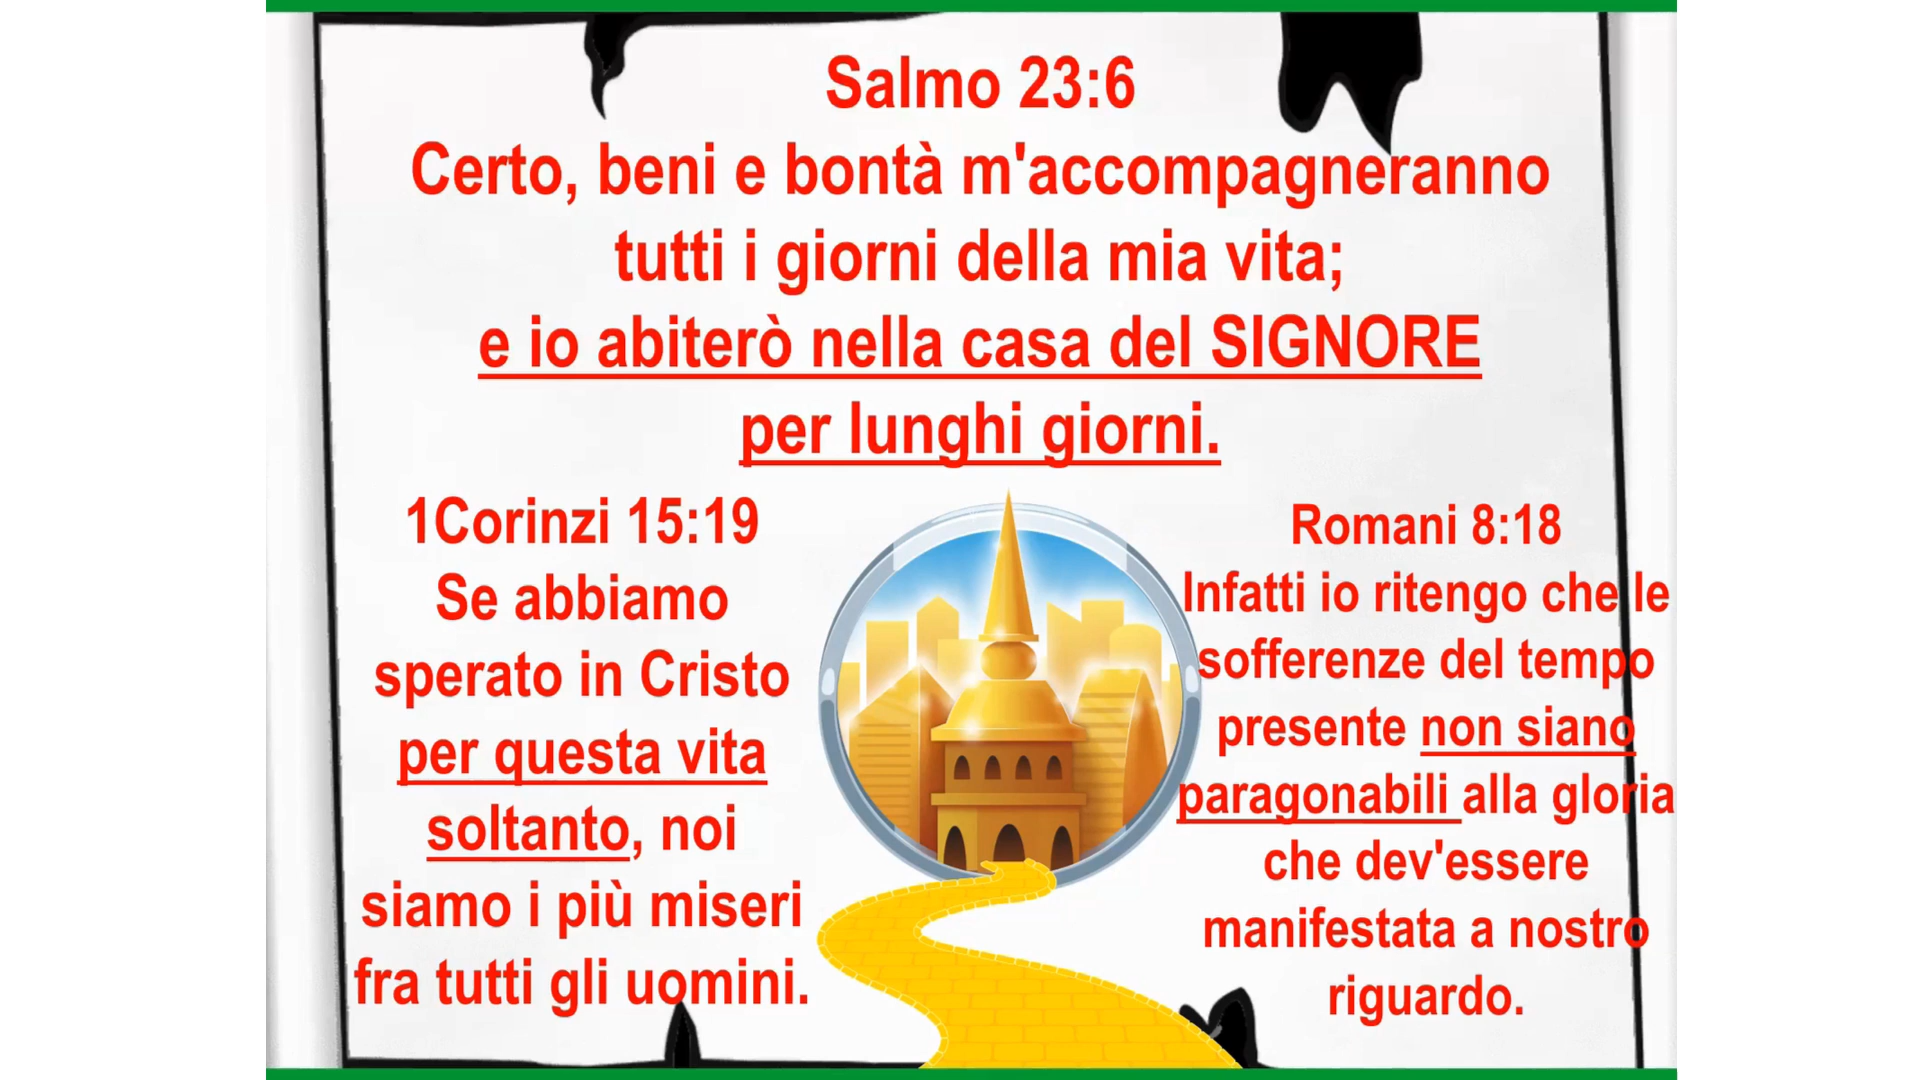 Salmo 23:6
Certo, beni e bontà m'accompagneranno
tutti i giorni della mia vita;
e io abiterò nella casa del SIGNORE
per lunghi giorni.
1Corinzi 15:19
Se abbiamo
sperato in Cristo
per questa vita
soltanto, noi
siamo i più miseri
fra tutti gli uomini.
Romani 8:18
Infatti io ritengo che le
sofferenze del tempo
presente non siano
paragonabili alla gloria
che dev'essere
manifestata a nostro
riguardo.